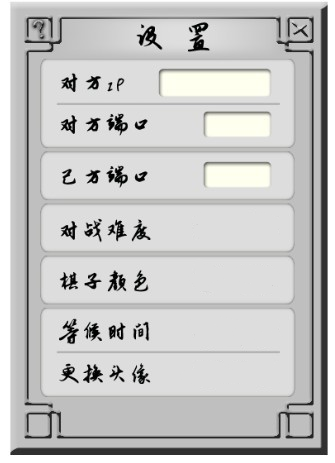 ? 设置 X
对方IP
对方端口
己方端口
对战难度
棋子颜色
等候时间
更换头像